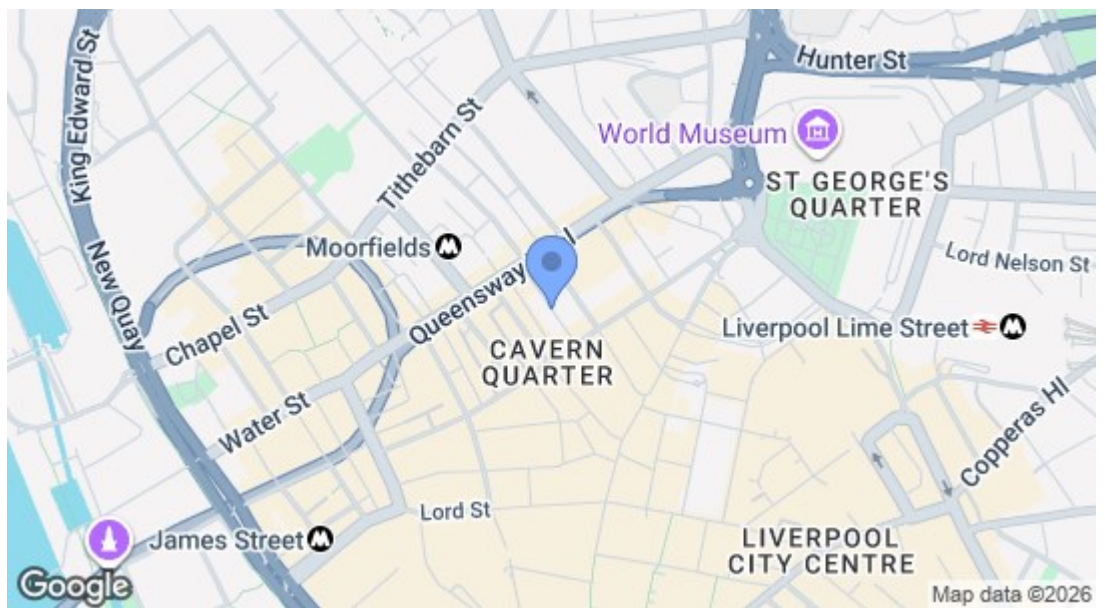 King Edward St
Hunter St
Tithebarn St
World Museum
ST GEORGE'S
QUARTER
Moorfields
New Quay
Lord Nelson St
Queensway
Chapel St
Liverpool Lime Street
CAVERN
QUARTER
Copperas Hl
Water St
Lord St
James Street
LIVERPOOL
CITY CENTRE
Google
Map data ©2026